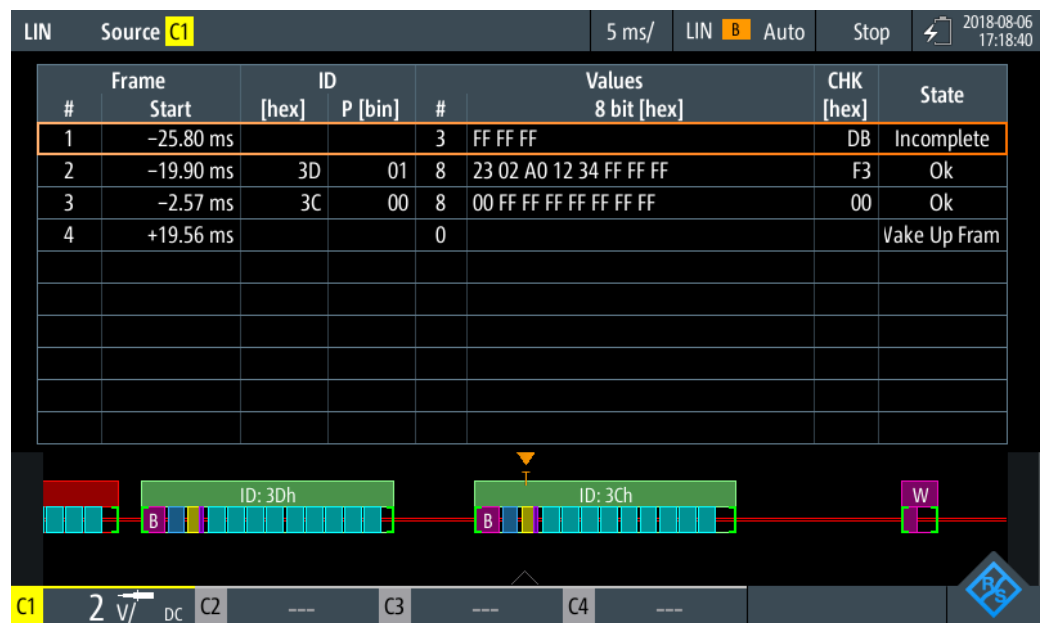 LIN Source C1 5 ms/ LIN B Auto Stop 2018-08-06
17:18:40
Frame ID Values CHK State
# Start [hex] P [bin] # 8 bit [hex] [hex]
1 −25.80 ms 3 FF FF FF DB Incomplete
2 −19.90 ms 3D 01 8 23 02 A0 12 34 FF FF FF F3 Ok
3 −2.57 ms 3C 00 8 00 FF FF FF FF FF FF FF 00 Ok
4 +19.56 ms 0 Wake Up Fram
T
ID: 3Dh ID: 3Ch W
B B
C1 2 V/ DC C2 --- C3 --- C4 ---
R&S